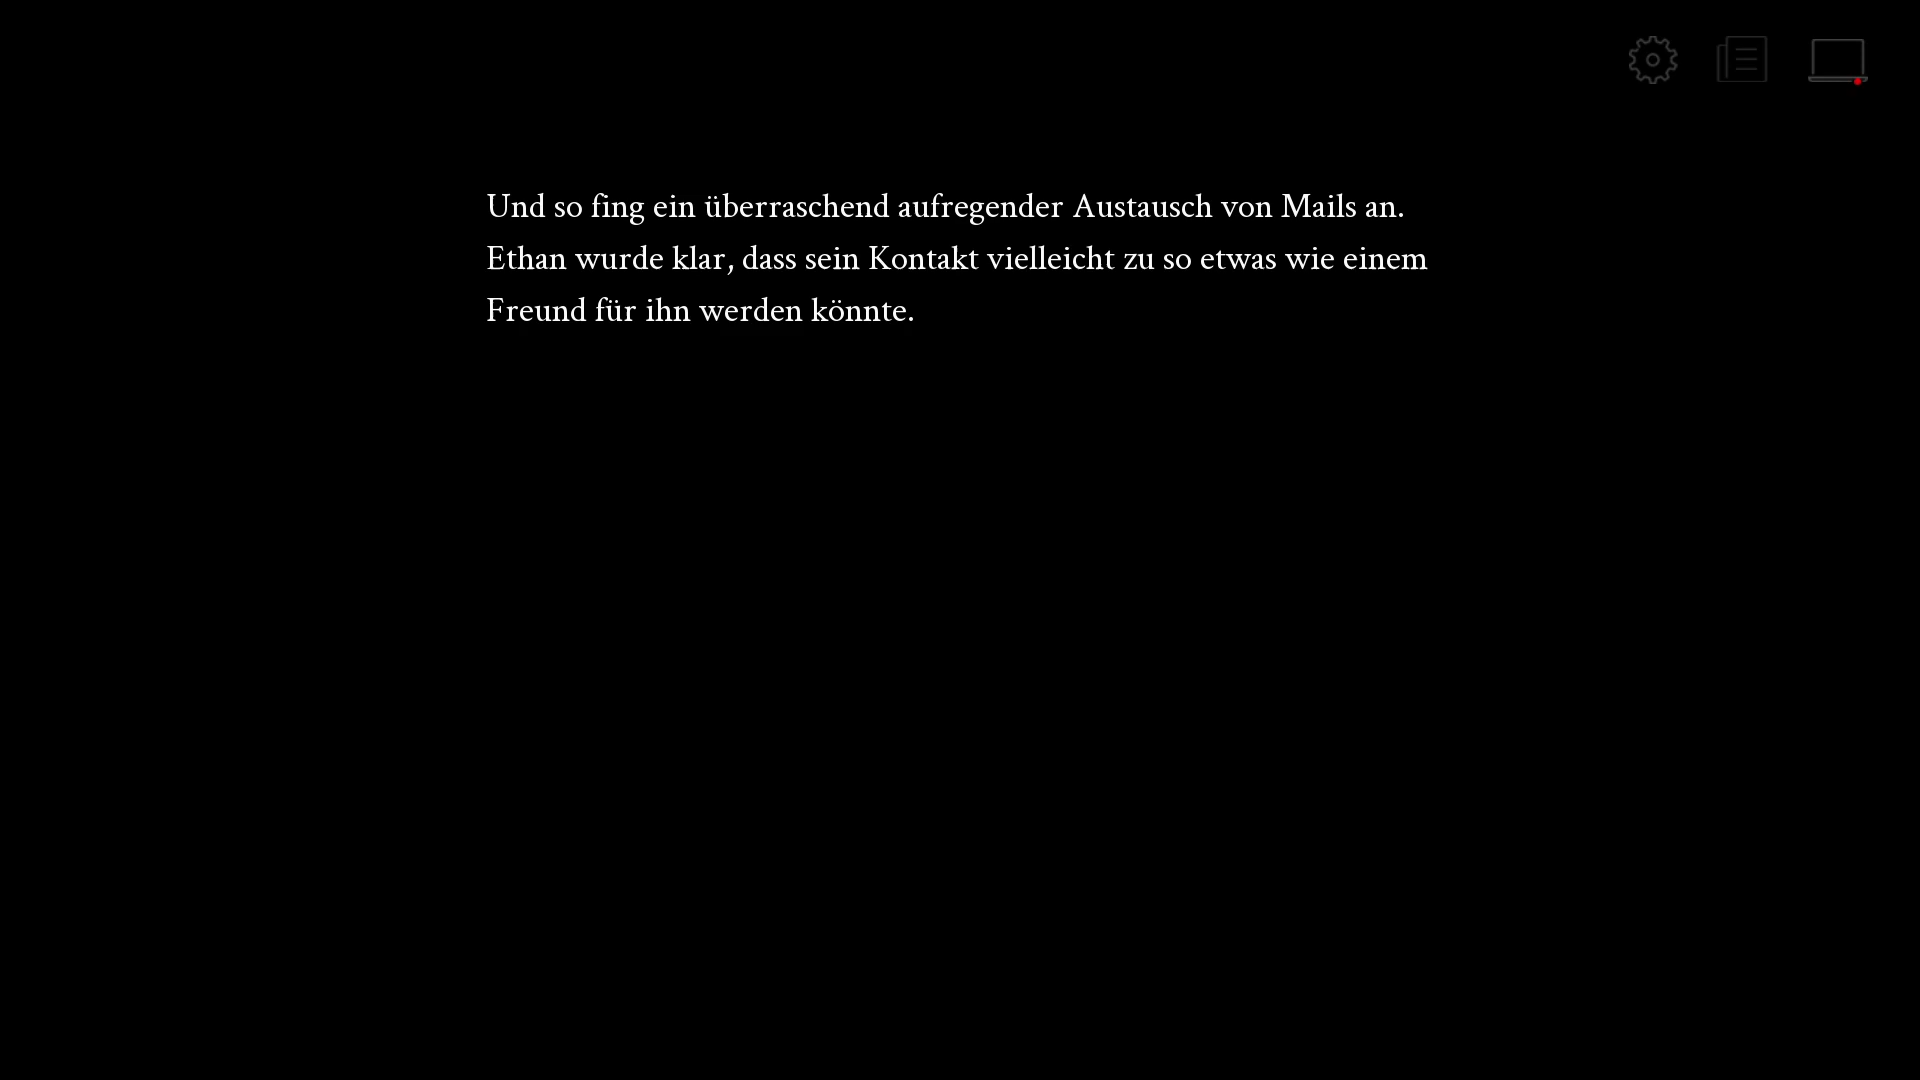 Und so fing ein überraschend aufregender Austausch von Mails an.
Ethan wurde klar, dass sein Kontakt vielleicht zu so etwas wie einem
Freund für ihn werden könnte.